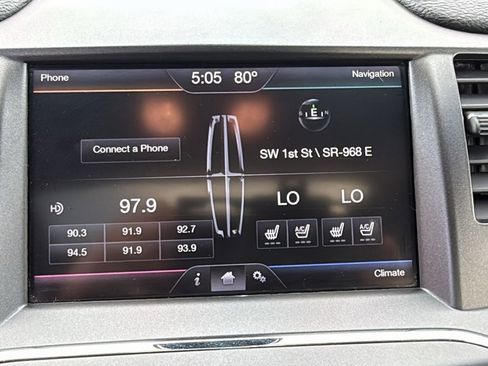 Phone
5:05 80°
Navigation
E
Connect a Phone
SW 1st St \ SR-968 E
HD 97.9
LO LO
90.3 91.9 92.7
94.5 91.9 93.9
A/C A/C
i
Climate